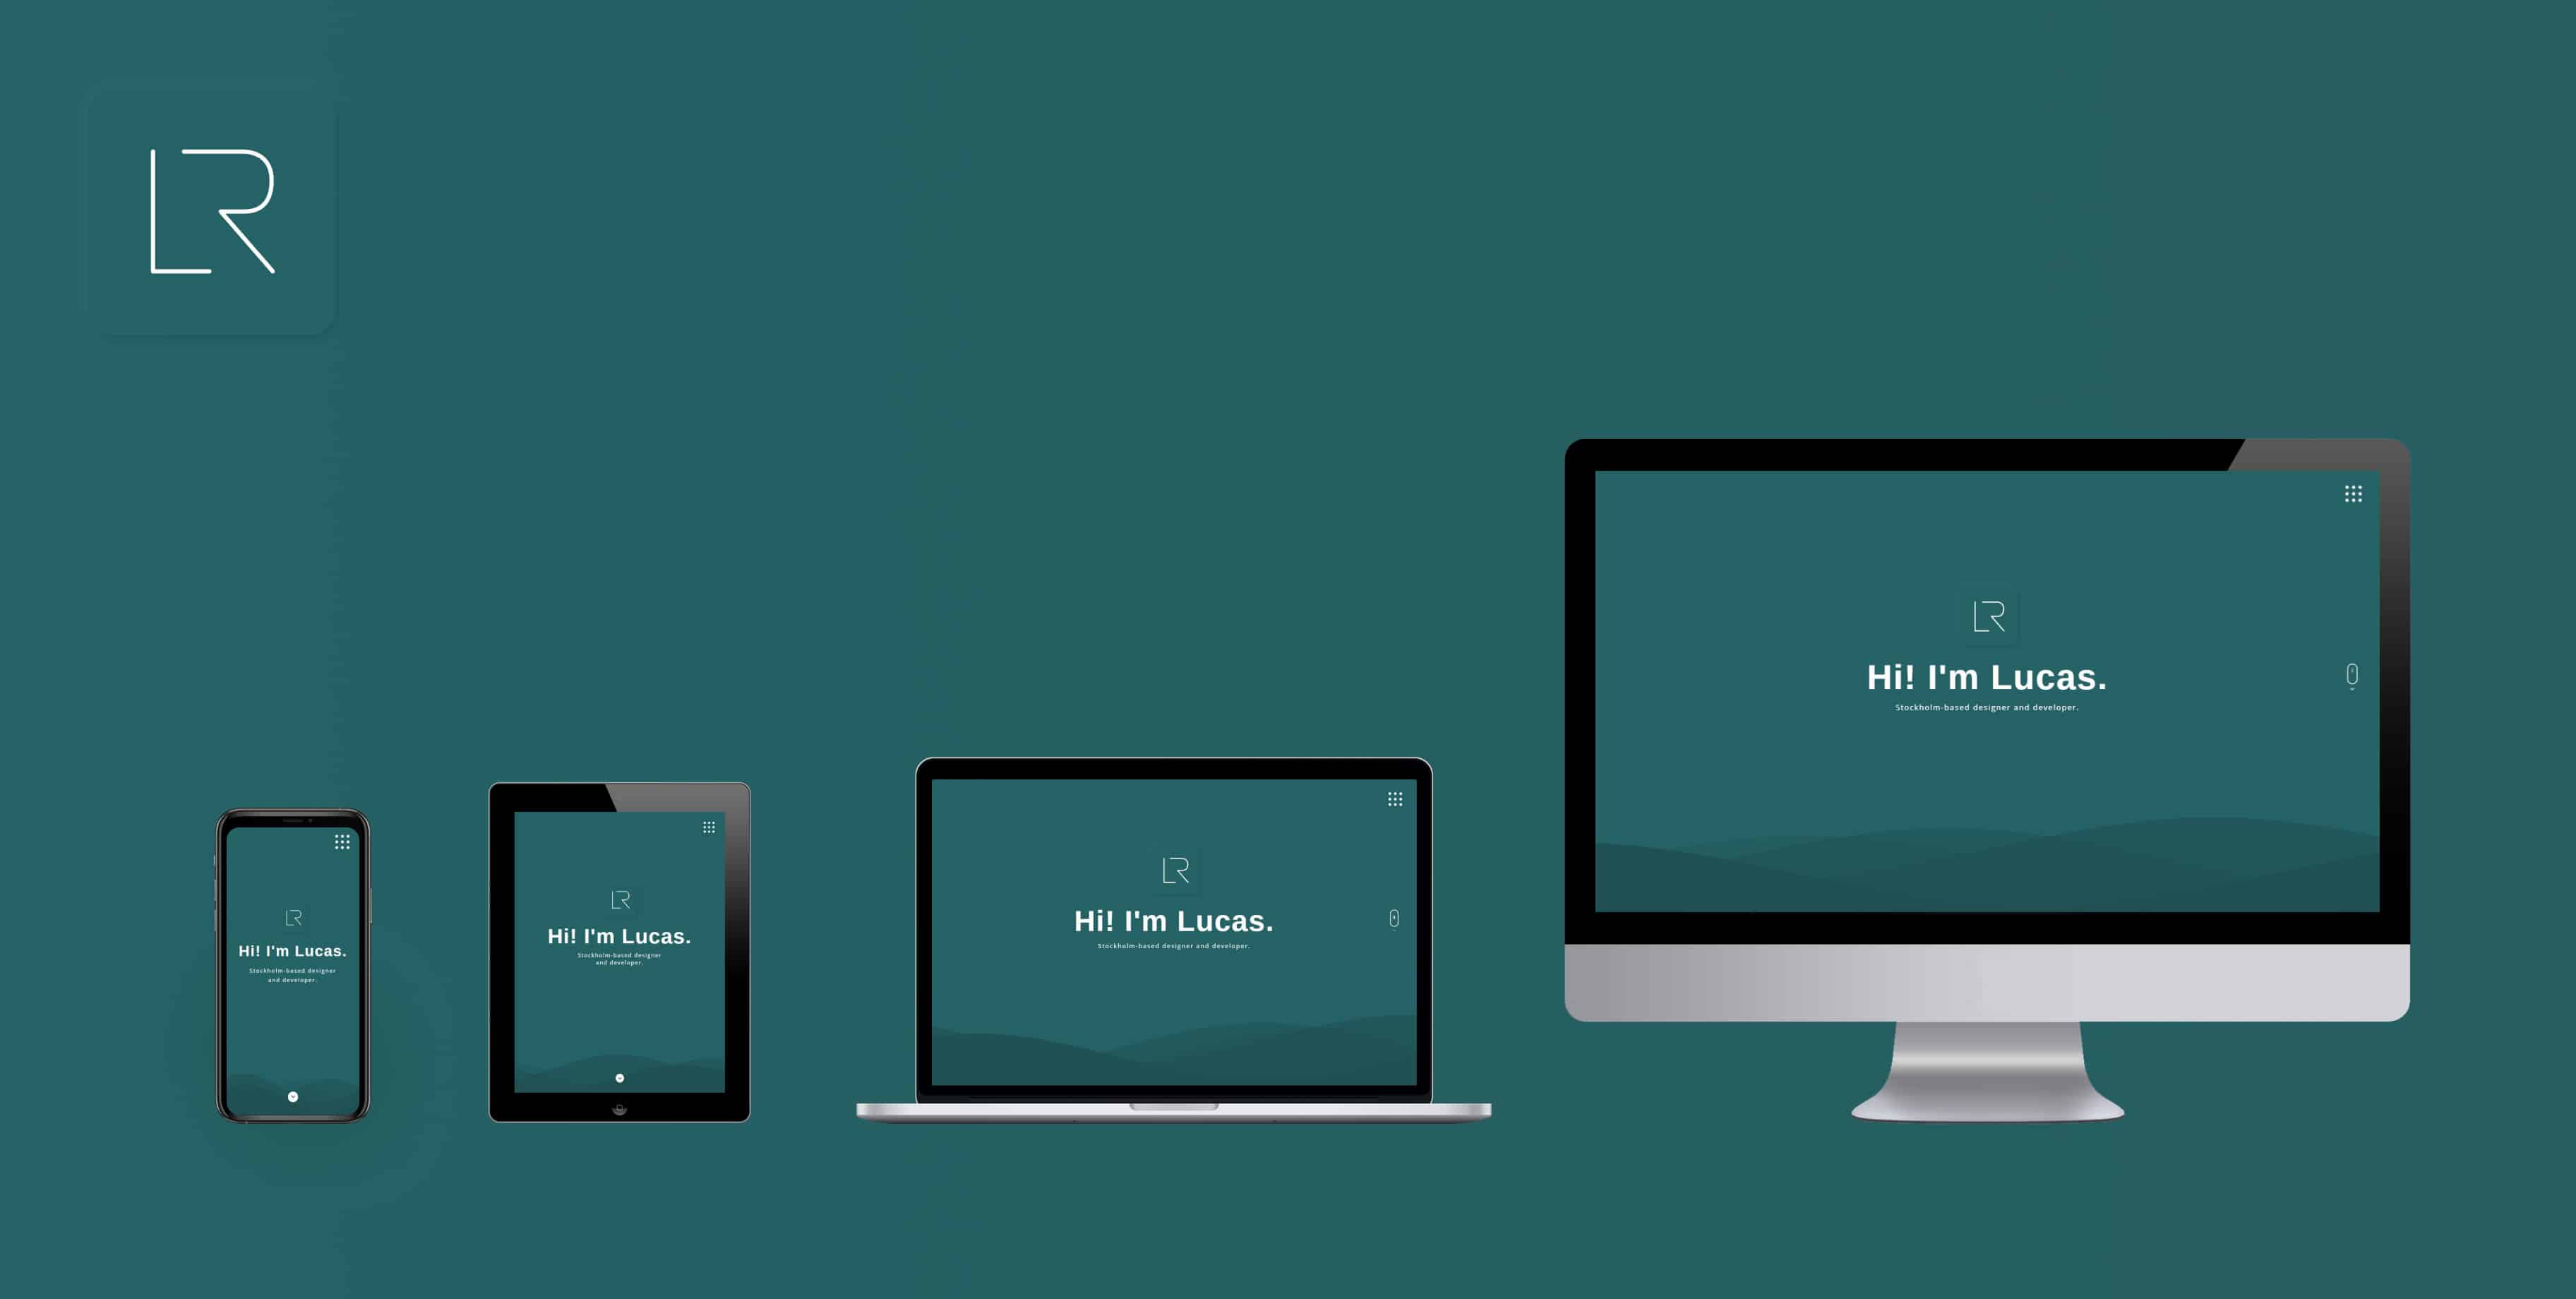 LR
LR
Hi! I'm Lucas.
Stockholm-based designer
and developer.
LR
Hi! I'm Lucas.
Stockholm-based designer
and developer.
LR
Hi! I'm Lucas.
Stockholm-based designer and developer.
LR
Hi! I'm Lucas.
Stockholm-based designer and developer.